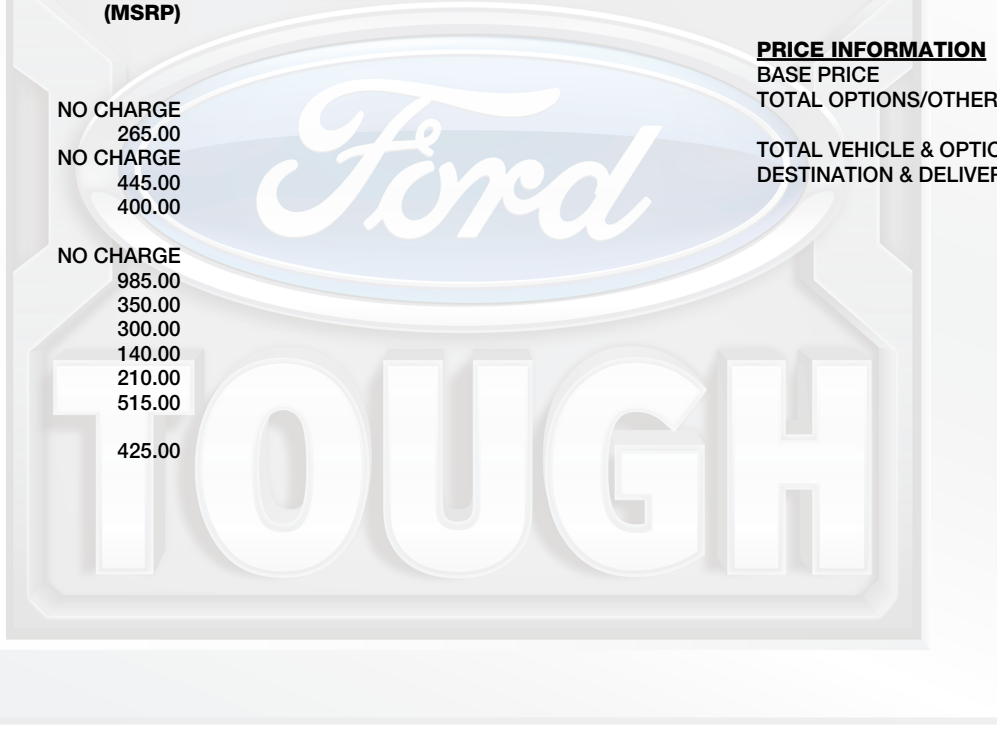 (MSRP)
NO CHARGE
265.00
NO CHARGE
445.00
400.00
NO CHARGE
985.00
350.00
300.00
140.00
210.00
515.00
425.00
PRICE INFORMATION
BASE PRICE
TOTAL OPTIONS/OTHER
TOTAL VEHICLE & OPTIO
DESTINATION & DELIVER
Ford
TOUGH